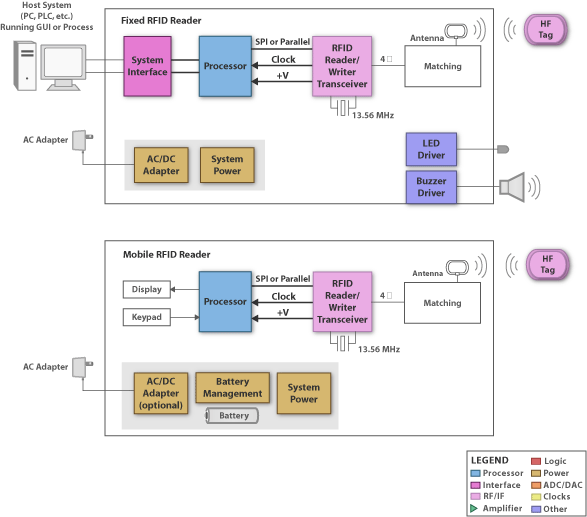 Host System
(PC, PLC, etc.)
Running GUI or Process
Fixed RFID Reader
System
Interface
Processor
SPI or Parallel
Clock
+V
RFID
Reader/
Writer
Transceiver
13.56 MHz
4
Antenna
Matching
HF
Tag
AC Adapter
AC/DC
Adapter
System
Power
LED
Driver
Buzzer
Driver
Mobile RFID Reader
Display
Keypad
Processor
SPI or Parallel
Clock
+V
RFID
Reader/
Writer
Transceiver
13.56 MHz
4
Antenna
Matching
HF
Tag
AC Adapter
AC/DC
Adapter
(optional)
Battery
Management
Battery
System
Power
LEGEND
Processor
Interface
RF/IF
Amplifier
Logic
Power
ADC/DAC
Clocks
Other